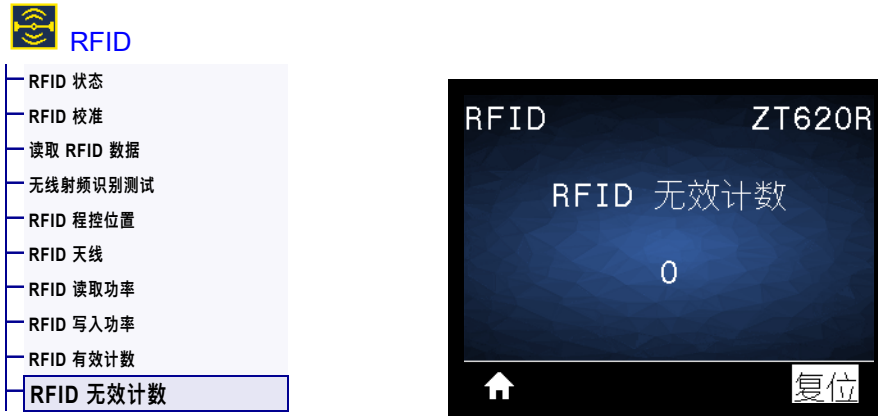 RFID
RFID 状态
RFID 校准
读取 RFID 数据
无线射频识别测试
RFID 程控位置
RFID 天线
RFID 读取功率
RFID 写入功率
RFID 有效计数
RFID 无效计数
RFID ZT620R
RFID 无效计数
0
复位